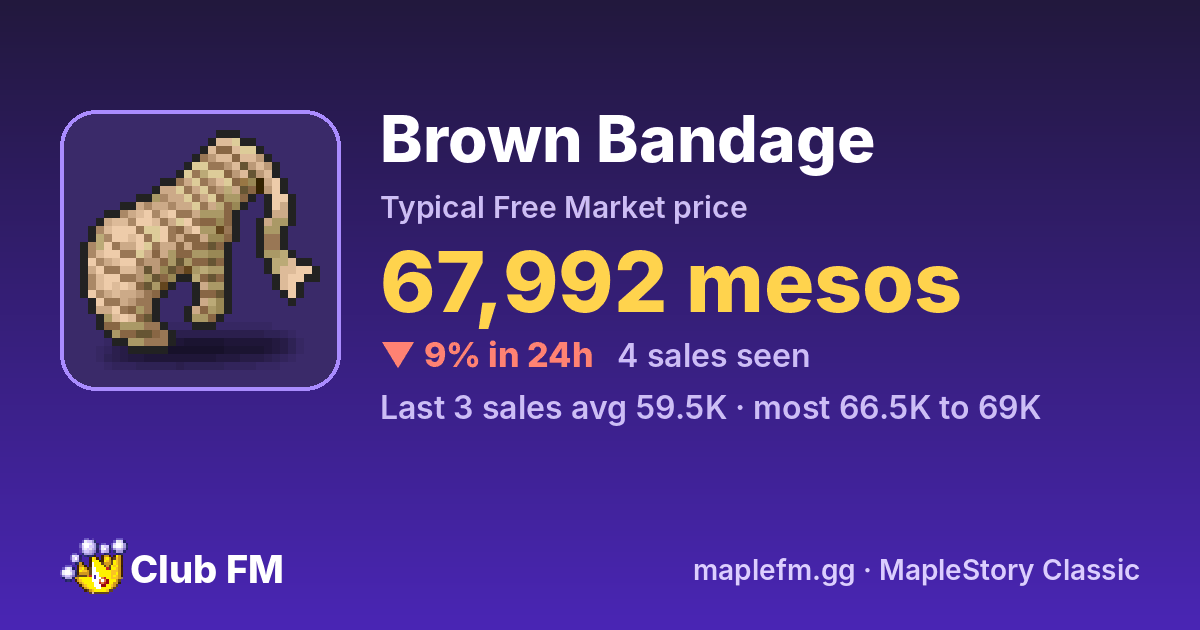 Brown Bandage
Typical Free Market price
67,992 mesos
▼ 9% in 24h 4 sales seen
Last 3 sales avg 59.5K · most 66.5K to 69K
Club FM
maplefm.gg · MapleStory Classic